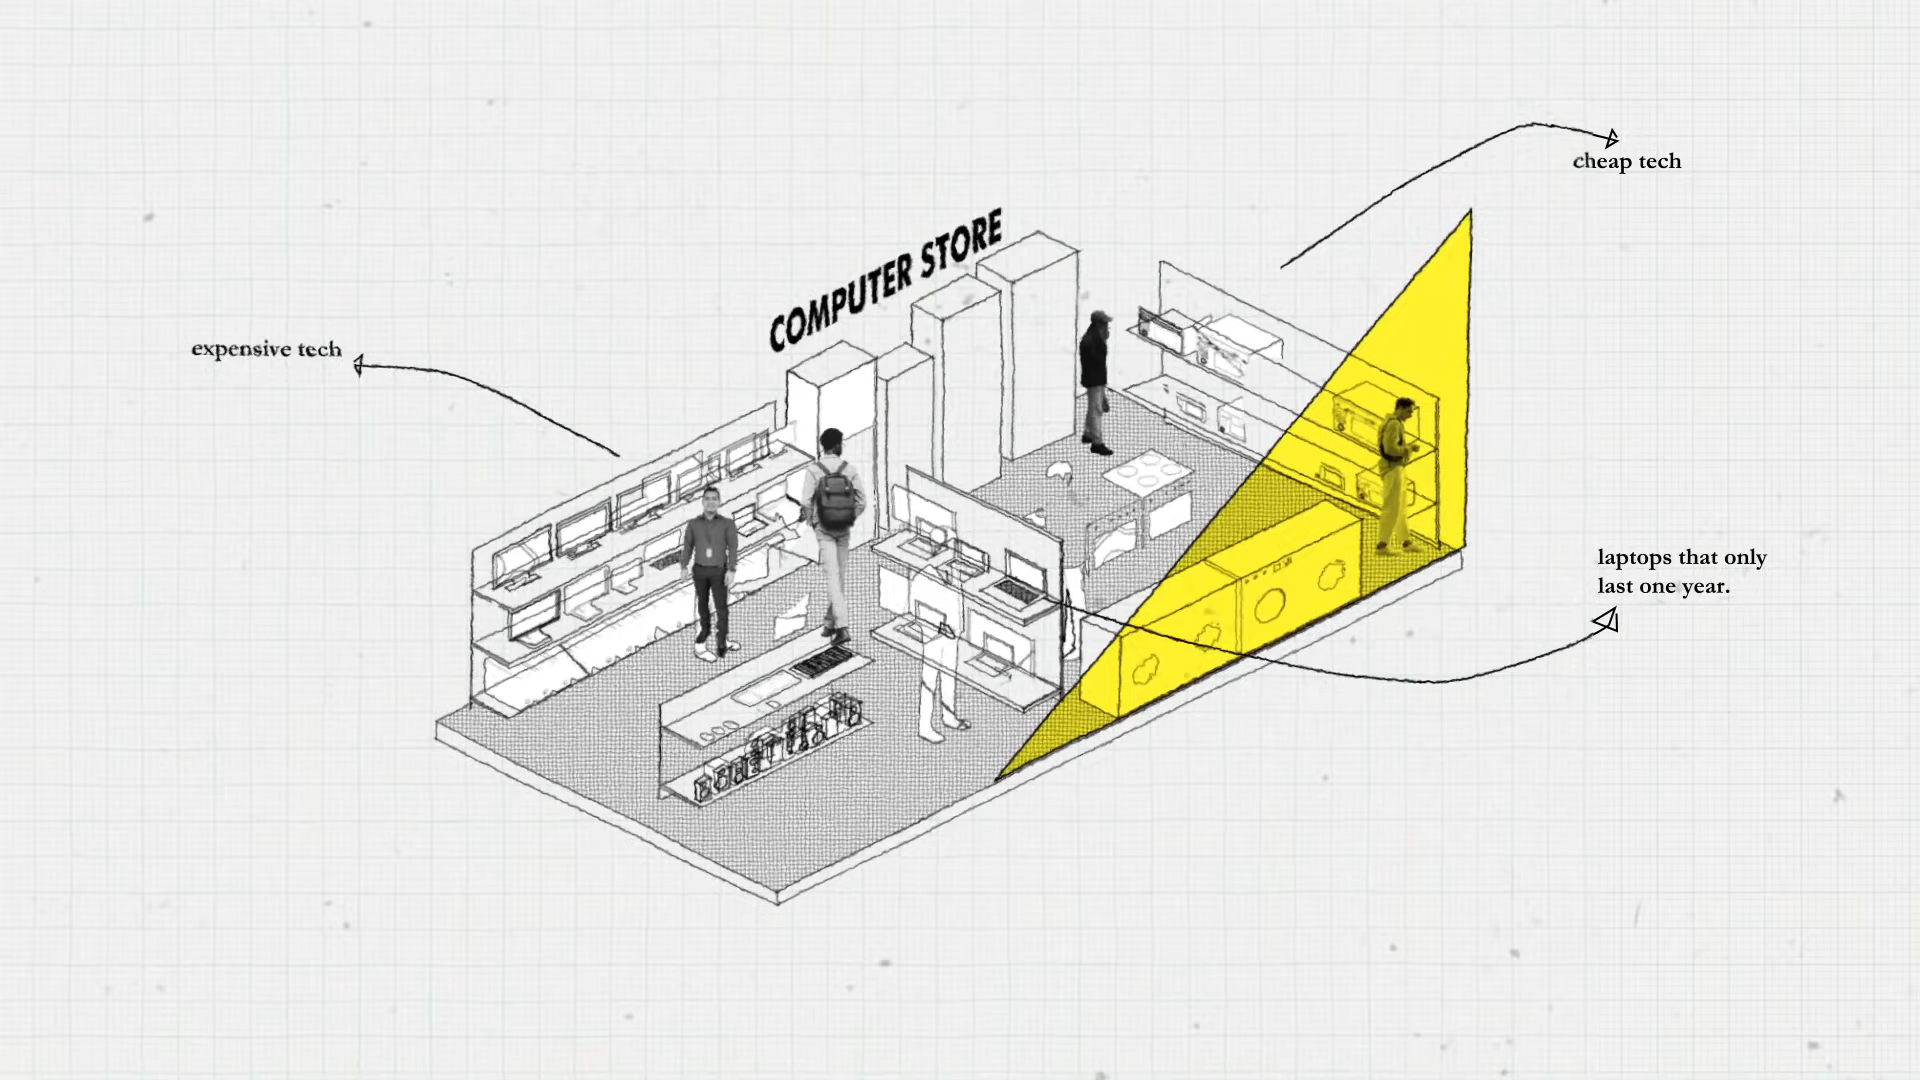 cheap tech
COMPUTER STORE
expensive tech
laptops that only
last one year.